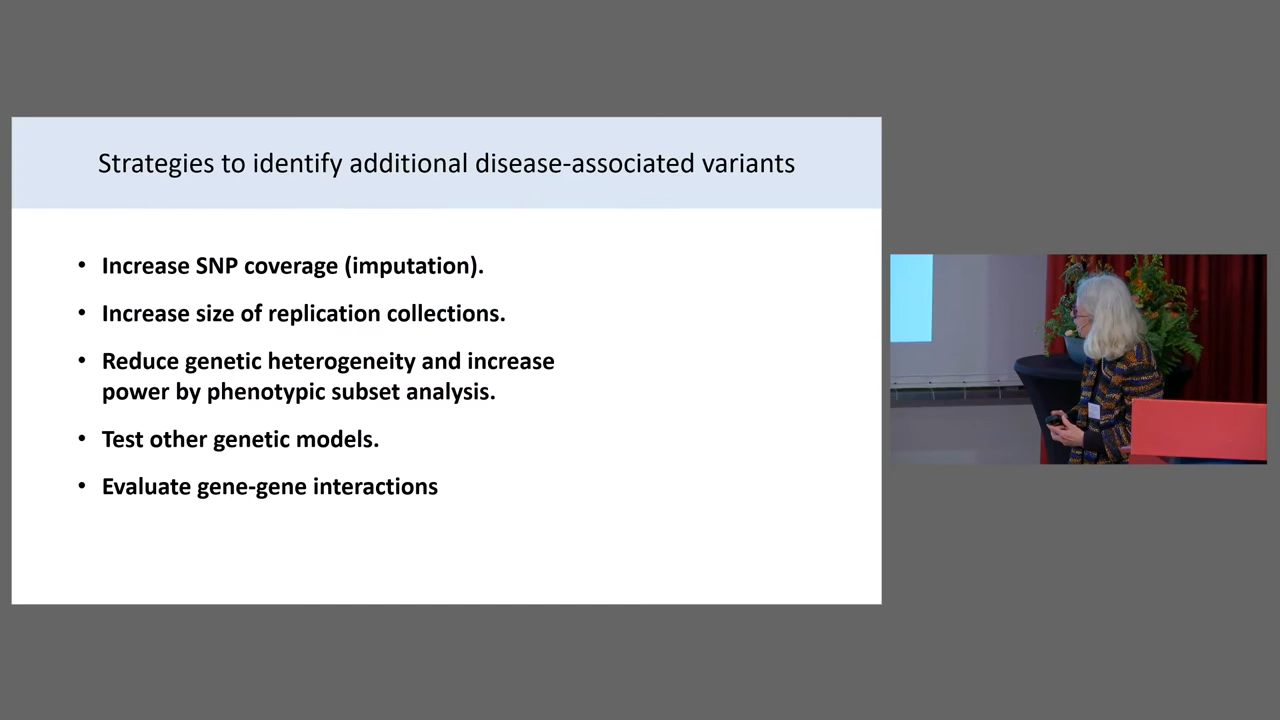 Strategies to identify additional disease-associated variants
• Increase SNP coverage (imputation).
• Increase size of replication collections.
• Reduce genetic heterogeneity and increase
power by phenotypic subset analysis.
• Test other genetic models.
• Evaluate gene-gene interactions